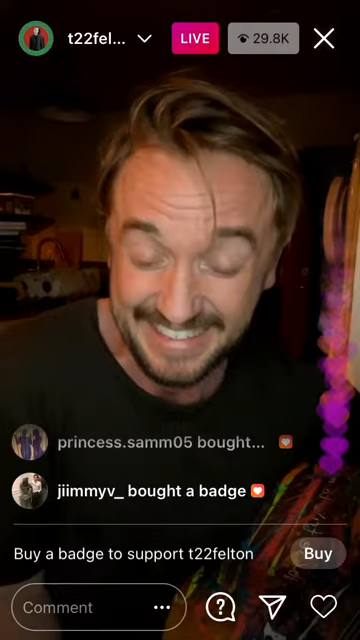 t22fel...
LIVE
29.8K
princess.samm05 bought...
jiimmyv_ bought a badge
Buy a badge to support t22felton
Buy
Comment